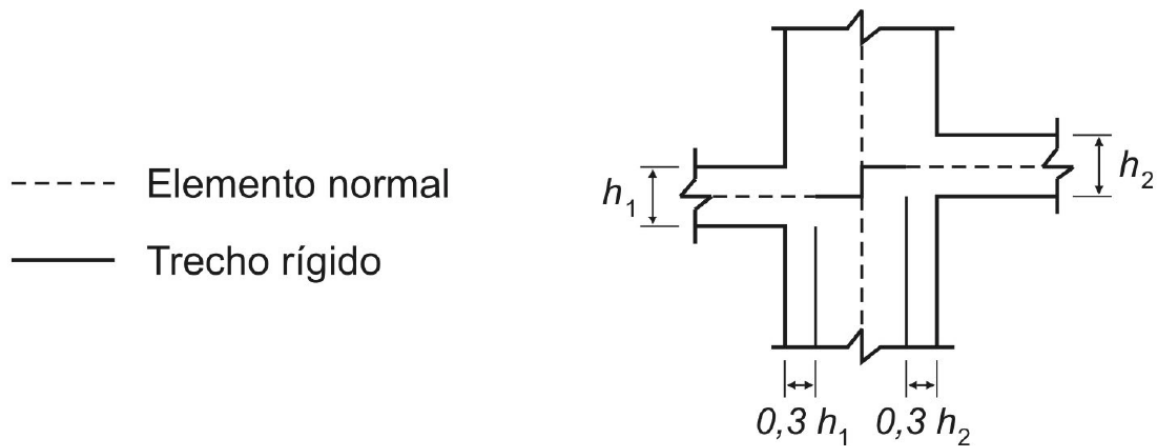 Elemento normal
Trecho rígido
h1
h2
0,3 h1
0,3 h2